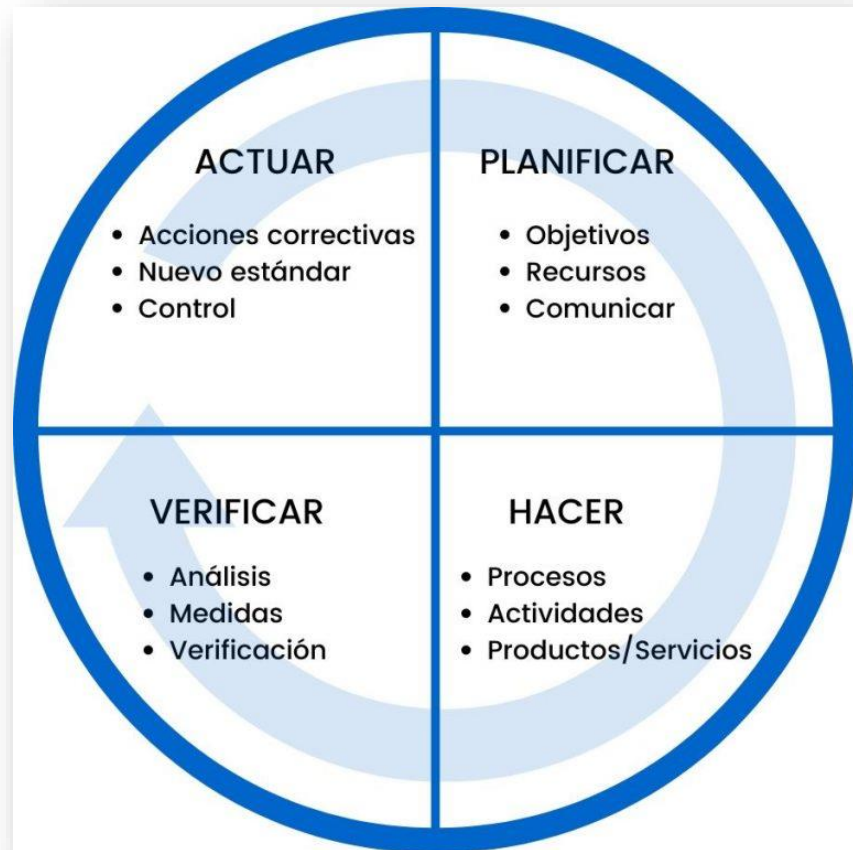 ACTUAR
• Acciones correctivas
• Nuevo estándar
• Control
PLANIFICAR
• Objetivos
• Recursos
• Comunicar
VERIFICAR
• Análisis
• Medidas
• Verificación
HACER
• Procesos
• Actividades
• Productos/Servicios